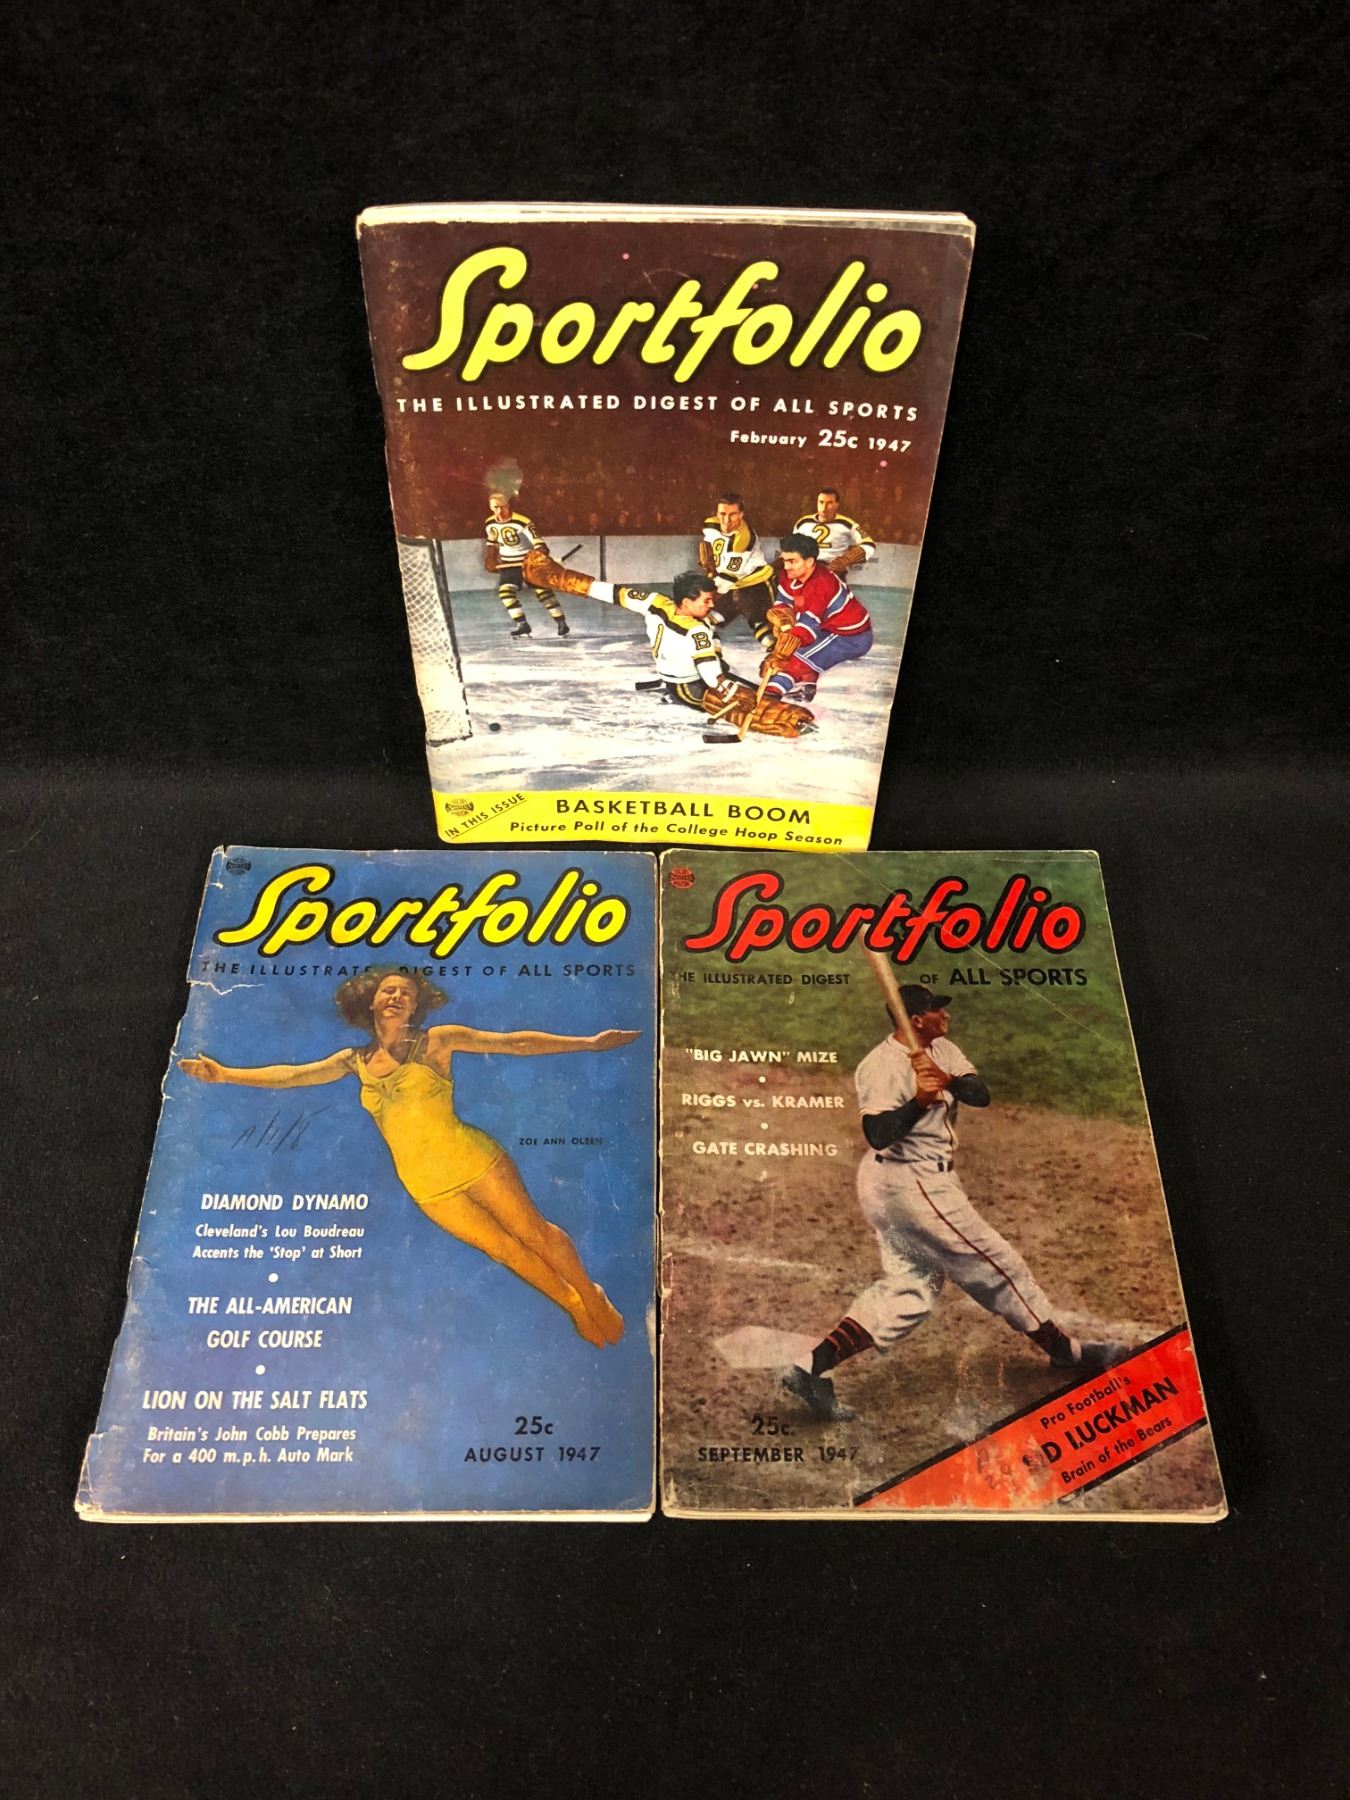 Sportfolio
THE ILLUSTRATED DIGEST OF ALL SPORTS
February 25c 1947
8
B
2
1
B
IN THIS ISSUE
BASKETBALL BOOM
Picture Poll of the College Hoop Season
Sportfolio
THE ILLUSTRATE DIGEST OF ALL SPORTS
ZOE ANN OLSEN
DIAMOND DYNAMO
Cleveland's Lou Boudreau
Accents the 'Stop' at Short
THE ALL-AMERICAN
GOLF COURSE
LION ON THE SALT FLATS
Britain's John Cobb Prepares
For a 400 m.p.h. Auto Mark
25c
AUGUST 1947
Sportfolio
THE ILLUSTRATED DIGEST OF ALL SPORTS
"BIG JAWN" MIZE
RIGGS vs. KRAMER
GATE CRASHING
25c.
SEPTEMBER 1947
Pro Football's
SID LUCKMAN
Brain of the Bears